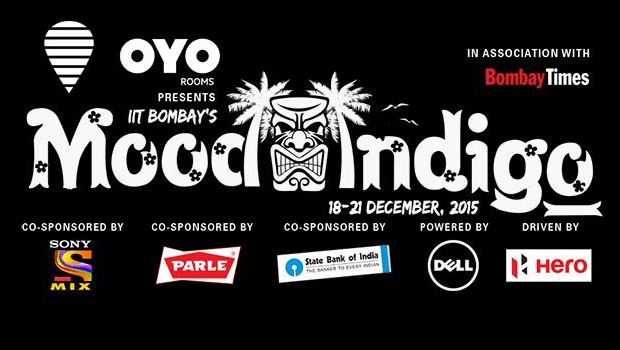 OYO
ROOMS
PRESENTS
IIT BOMBAY'S
IN ASSOCIATION WITH
BombayTimes
Mood Indigo
18-21 DECEMBER, 2015
CO-SPONSORED BY
SONY
S
MIX
CO-SPONSORED BY
PARLE
CO-SPONSORED BY
State Bank of India
THE BANKER TO EVERY INDIAN
POWERED BY
DELL
DRIVEN BY
Hero